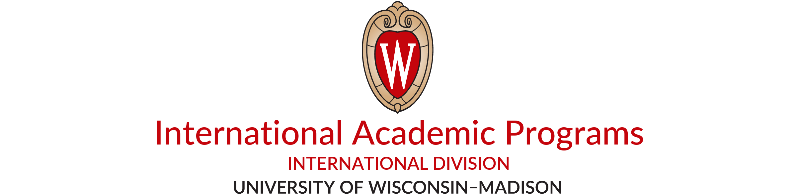 W
International Academic Programs
INTERNATIONAL DIVISION
UNIVERSITY OF WISCONSIN–MADISON